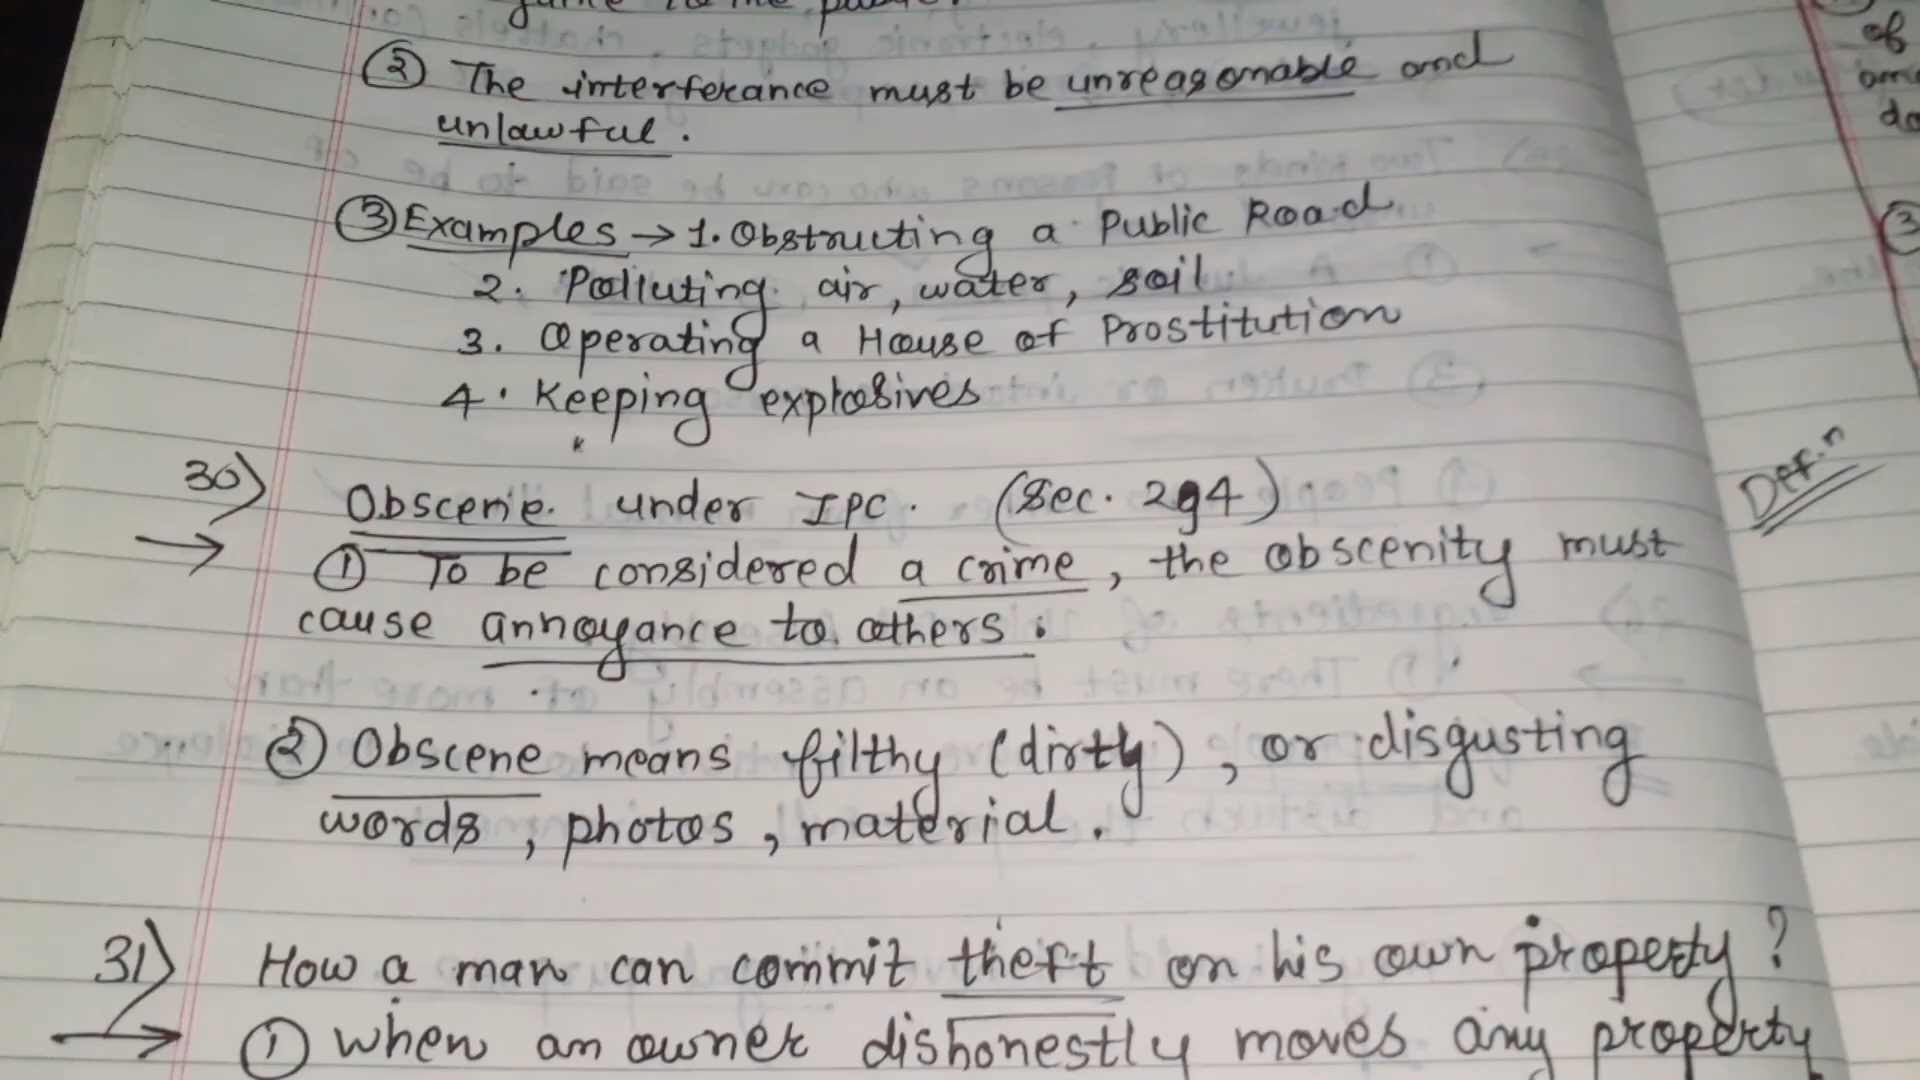 ② The interferance must be unreasonable and
unlawful.
③ Examples → 1. Obstructing a Public Road
2. Polluting air, water, soil
3. Operating a House of Prostitution
4. Keeping explosives
30) Obscene under IPC. (Sec. 294)
→ ① To be considered a crime, the obscenity must
cause annoyance to others.
② Obscene means filthy (dirty), or disgusting
words, photos, material.
31) How a man can commit theft on his own property?
→ ① when an owner dishonestly moves any property
of
Def.n
③